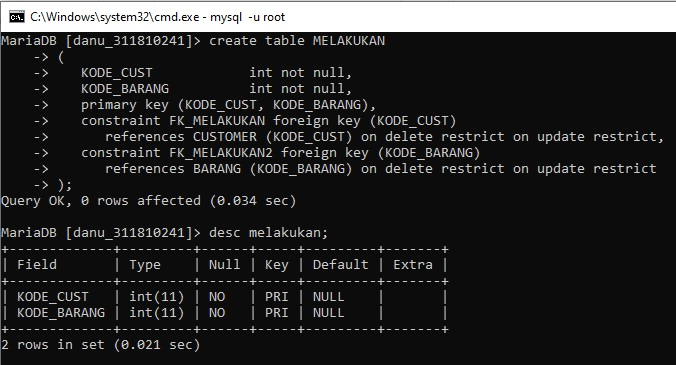 C:\Windows\system32\cmd.exe - mysql  -u root
MariaDB [danu_311810241]> create table MELAKUKAN
    -> (
    ->    KODE_CUST            int not null,
    ->    KODE_BARANG          int not null,
    ->    primary key (KODE_CUST, KODE_BARANG),
    ->    constraint FK_MELAKUKAN foreign key (KODE_CUST)
    ->       references CUSTOMER (KODE_CUST) on delete restrict on update restrict,
    ->    constraint FK_MELAKUKAN2 foreign key (KODE_BARANG)
    ->       references BARANG (KODE_BARANG) on delete restrict on update restrict
    -> );
Query OK, 0 rows affected (0.034 sec)
MariaDB [danu_311810241]> desc melakukan;
+-------------+---------+------+-----+---------+-------+
| Field       | Type    | Null | Key | Default | Extra |
+-------------+---------+------+-----+---------+-------+
| KODE_CUST   | int(11) | NO   | PRI | NULL    |       |
| KODE_BARANG | int(11) | NO   | PRI | NULL    |       |
+-------------+---------+------+-----+---------+-------+
2 rows in set (0.021 sec)